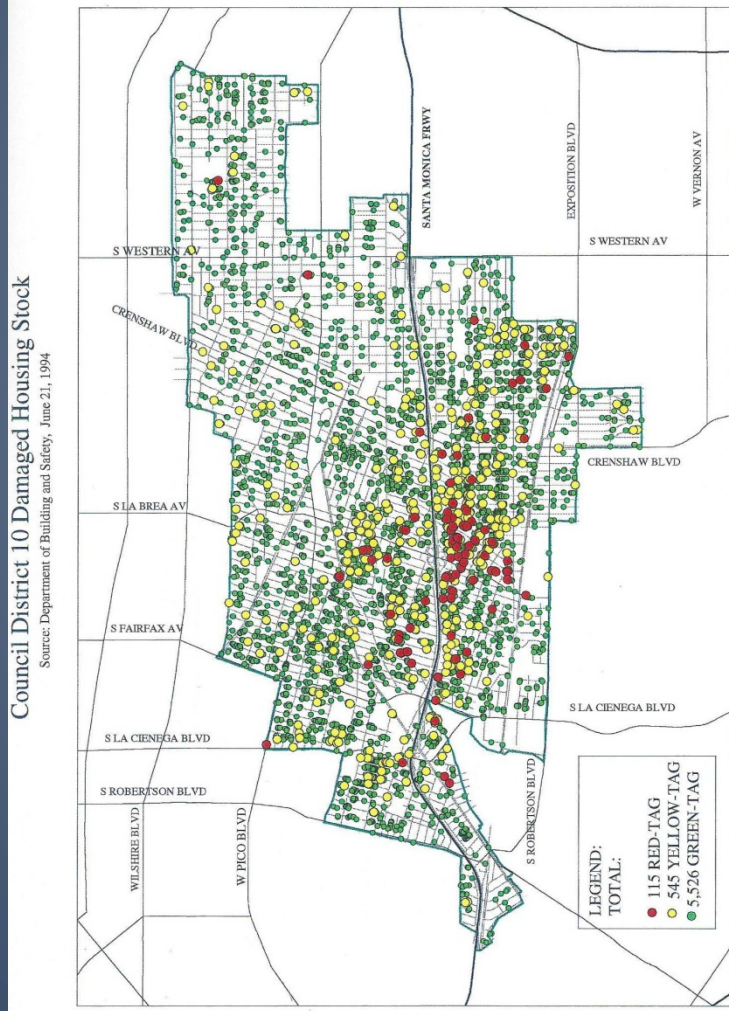 Council District 10 Damaged Housing Stock
Source: Department of Building and Safety, June 21, 1994
S WESTERN AV
CRENSHAW BLVD
S LA BREA AV
S FAIRFAX AV
S LA CIENEGA BLVD
S ROBERTSON BLVD
WILSHIRE BLVD
W PICO BLVD
SANTA MONICA FRWY
EXPOSITION BLVD
W VERNON AV
S WESTERN AV
CRENSHAW BLVD
S LA CIENEGA BLVD
S ROBERTSON BLVD
LEGEND:
TOTAL:
115 RED-TAG
545 YELLOW-TAG
5,526 GREEN-TAG